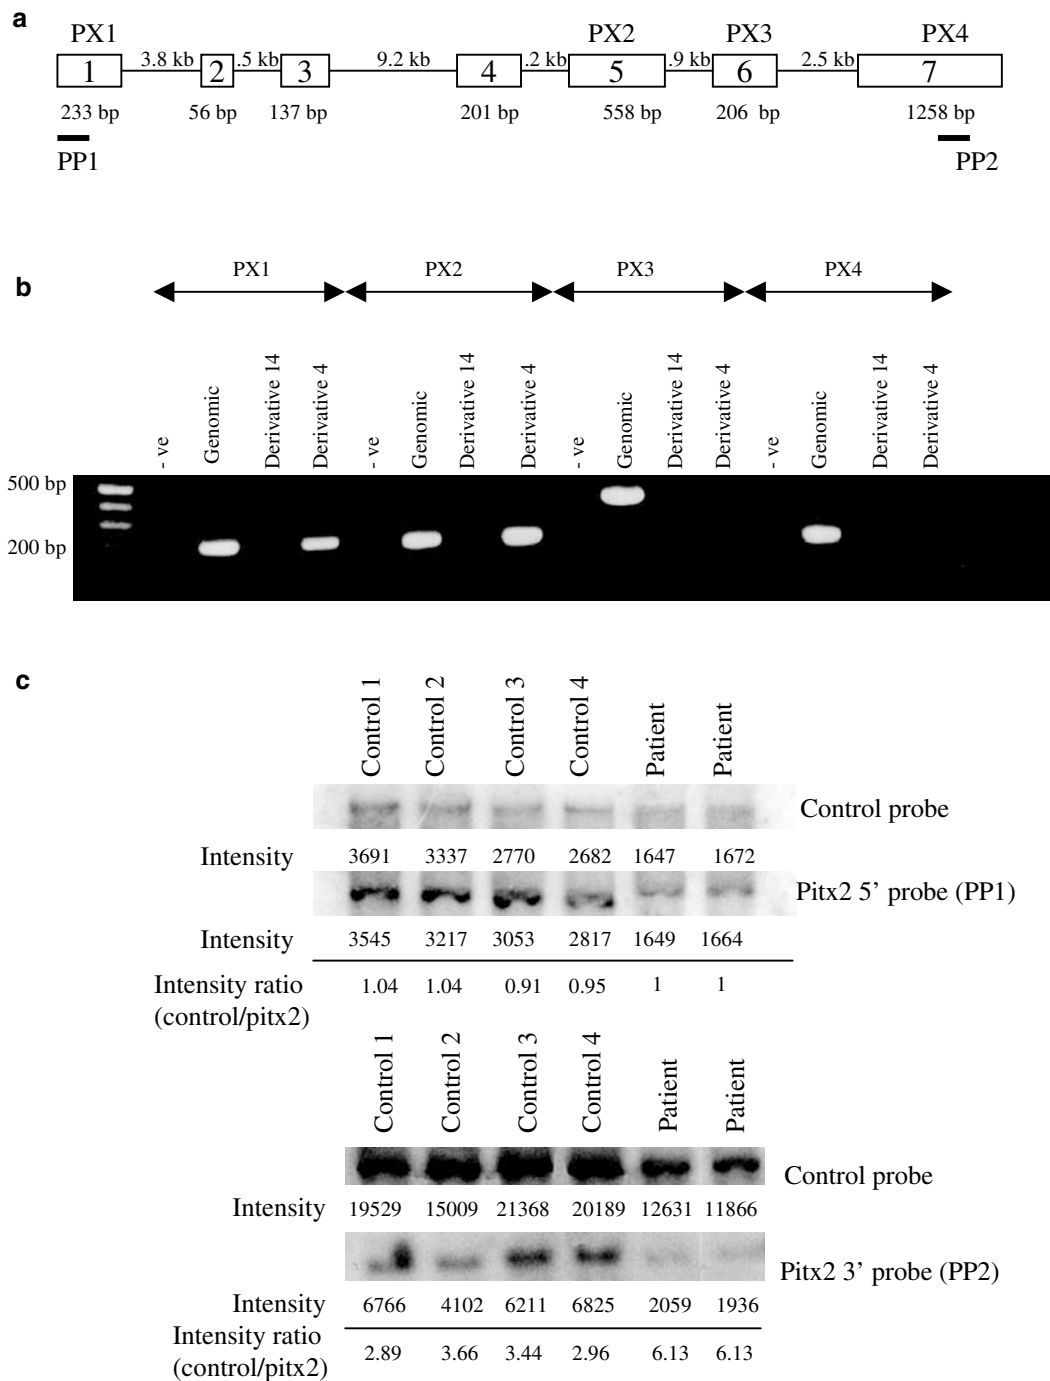 a
PX1 PX2 PX3 PX4
1 3.8 kb 2 .5 kb 3 9.2 kb 4 .2 kb 5 .9 kb 6 2.5 kb 7
233 bp 56 bp 137 bp 201 bp 558 bp 206 bp 1258 bp
PP1 PP2
b
PX1 PX2 PX3 PX4
- ve Genomic Derivative 14 Derivative 4 - ve Genomic Derivative 14 Derivative 4 - ve Genomic Derivative 14 Derivative 4 - ve Genomic Derivative 14 Derivative 4
500 bp
200 bp
c
Control 1 Control 2 Control 3 Control 4 Patient Patient
Control probe
Intensity 3691 3337 2770 2682 1647 1672
Pitx2 5’ probe (PP1)
Intensity 3545 3217 3053 2817 1649 1664
Intensity ratio 1.04 1.04 0.91 0.95 1 1
(control/pitx2)
Control 1 Control 2 Control 3 Control 4 Patient Patient
Control probe
Intensity 19529 15009 21368 20189 12631 11866
Pitx2 3’ probe (PP2)
Intensity 6766 4102 6211 6825 2059 1936
Intensity ratio 2.89 3.66 3.44 2.96 6.13 6.13
(control/pitx2)